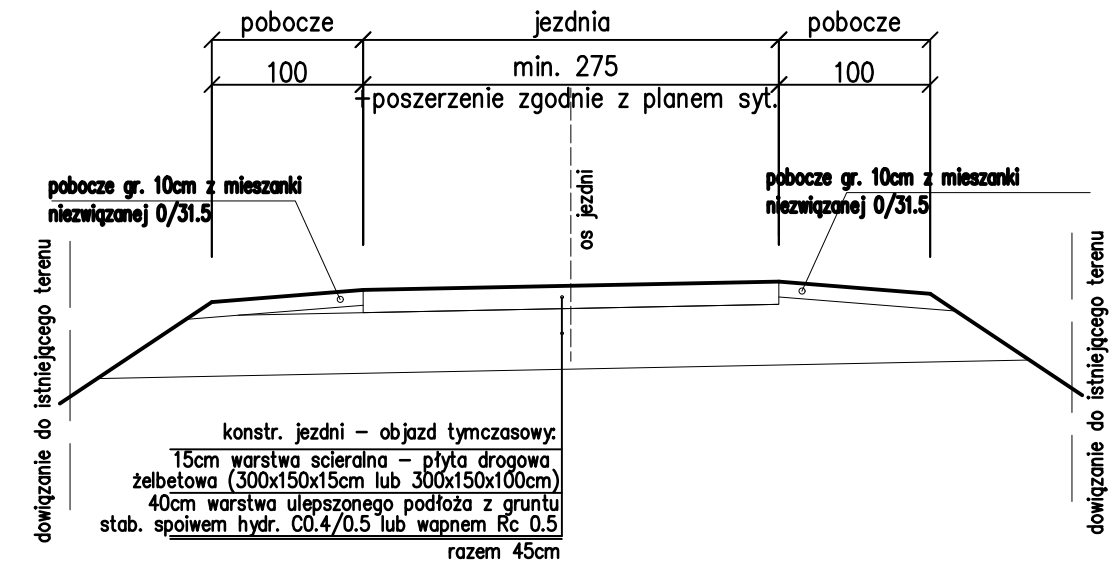 pobocze
jezdnia
pobocze
100
min. 275
100
+poszerzenie zgodnie z planem syt.
pobocze gr. 10cm z mieszanki
niezwiązanej 0/31.5
pobocze gr. 10cm z mieszanki
niezwiązanej 0/31.5
os jezdni
dowiązanie do istniejącego terenu
dowiązanie do istniejącego terenu
konstr. jezdni – objazd tymczasowy:
15cm warstwa scieralna – płyta drogowa
żelbetowa (300x150x15cm lub 300x150x100cm)
40cm warstwa ulepszonego podłoża z gruntu
stab. spoiwem hydr. C0.4/0.5 lub wapnem Rc 0.5
razem 45cm